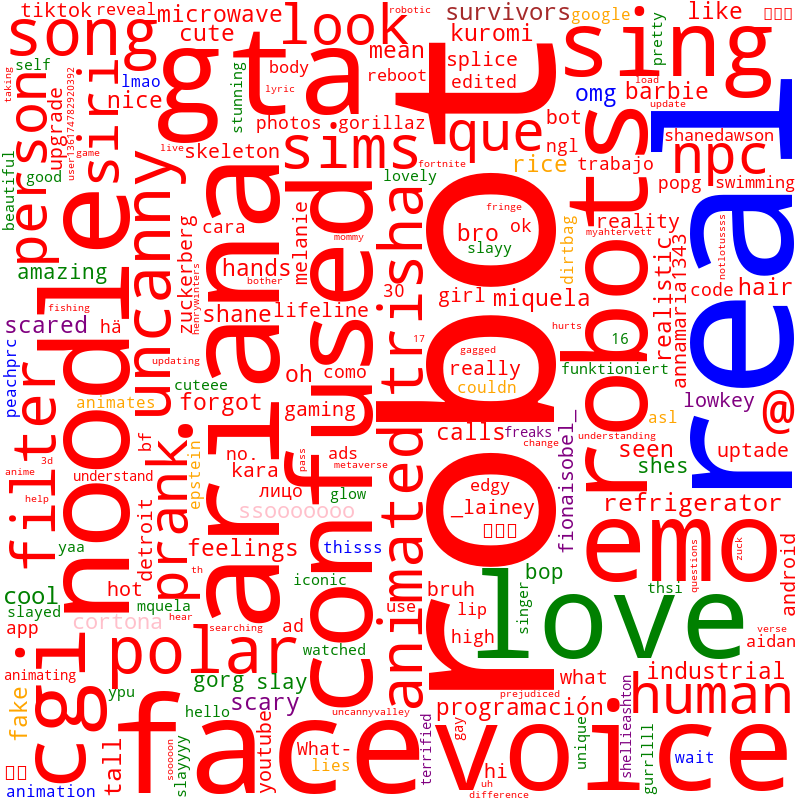 tiktok
reveal
microwave
look
robotic
survivors
google
like
song
cute
gta
mean
kuromi
sing
pretty
taking
self
lmao
nice
body
reboot
splice
edited
omg
barbie
load
update
person
upgrade
user1361747829203​92
siri
stunning
lyric
photos
gorillaz
que
bot
ngl
real
shanedawson
npc
beautiful
good
game
live
skeleton
sims
fortnite
lovely
rice
trabajo
popg
swimming
uncanny
cara
ariana
melanie
mommy
bro
fringe
ok
slayy
dirtbag
robots
reality
myahtervett
notlotussss
amazing
zuckerberg
henrywinters
hands
bother
30
girl
miquela
realistic
annamaria1343
code
hair
noodle
fishing
shane
lifeline
trisha
robot
hurts
scared
hä
17
16
peachprc
updating
oh
como
gagged
really
funktioniert
filter
animates
cuteee
forgot
gaming
confused
couldn
lowkey
@
asl
calls
freaks
change
fionaisobel_
understanding
seen
uptade
anime
3d
bf
prank.
epstein
no.
kara
ads
pass
metaverse
shes
help
understand
detroit
лицо
glow
edgy
_lainey
refrigerator
ssooooooo
yaa
feelings
thisss
animated
emo
questions
zuck
android
cool
slayed
hot
mquela
th
iconic
bruh
bop
thsi
app
cortona
hear
searching
ad
use
lip
high
singer
love
verse
aidan
cgi
animating
polar
watched
what
industrial
fake.
ypu
gorg
slay
prejudiced
human
hello
scary
uncannyvalley
programación
tall
face
soooooon
slayyyy
youtube
What-
lies
terrified
gay
voice
unique
shellieashton
gurrllll
wait
animation
hi
uh
difference